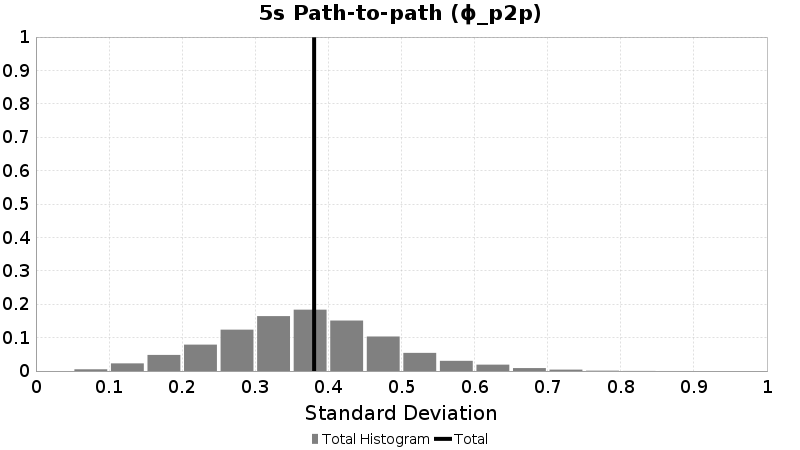 5s Path-to-path (ϕ_p2p)
1
0.9
0.8
0.7
0.6
0.5
0.4
0.3
0.2
0.1
0
0 0.1 0.2 0.3 0.4 0.5 0.6 0.7 0.8 0.9 1
Standard Deviation
Total Histogram Total